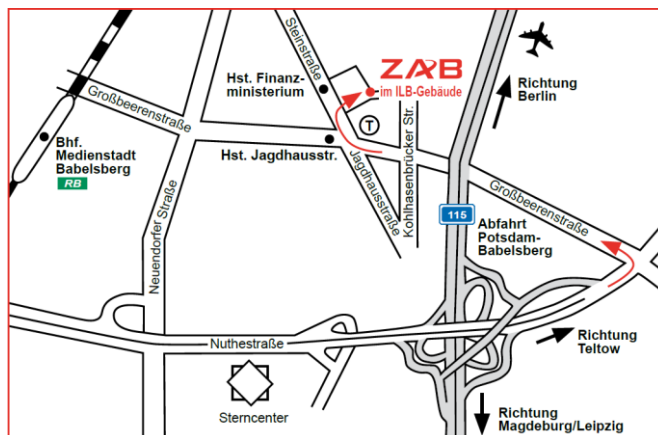 Steinstraße
ZAB
im ILB-Gebäude
Hst. Finanz-
ministerium
Richtung
Berlin
Großbeerenstraße
T
Bhf.
Medienstadt
Babelsberg
RB
Hst. Jagdhausstr.
Jagdhausstraße
Kohlhasenbrücker Str.
Großbeerenstraße
Neuendorfer Straße
115
Abfahrt
Potsdam-
Babelsberg
Nuthestraße
Richtung
Teltow
Sterncenter
Richtung
Magdeburg/Leipzig